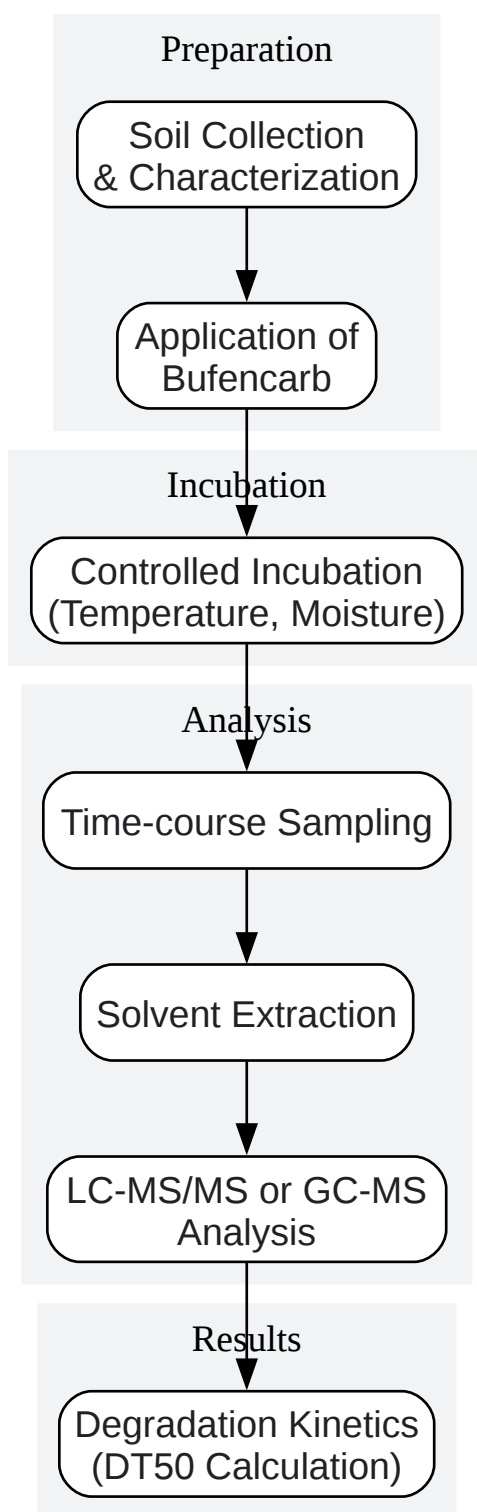 Preparation
Soil Collection
& Characterization
Application of
Bufencarb
Incubation
Controlled Incubation
(Temperature, Moisture)
Analysis
Time-course Sampling
Solvent Extraction
LC-MS/MS or GC-MS
Analysis
Results
Degradation Kinetics
(DT50 Calculation)